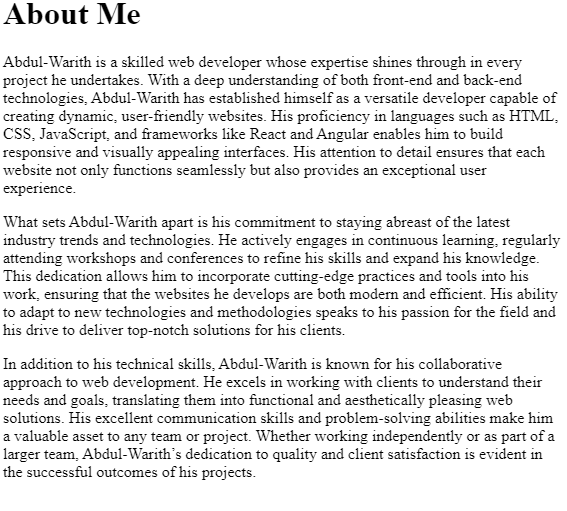 About Me
Abdul-Warith is a skilled web developer whose expertise shines through in every
project he undertakes. With a deep understanding of both front-end and back-end
technologies, Abdul-Warith has established himself as a versatile developer capable of
creating dynamic, user-friendly websites. His proficiency in languages such as HTML,
CSS, JavaScript, and frameworks like React and Angular enables him to build
responsive and visually appealing interfaces. His attention to detail ensures that each
website not only functions seamlessly but also provides an exceptional user
experience.
What sets Abdul-Warith apart is his commitment to staying abreast of the latest
industry trends and technologies. He actively engages in continuous learning, regularly
attending workshops and conferences to refine his skills and expand his knowledge.
This dedication allows him to incorporate cutting-edge practices and tools into his
work, ensuring that the websites he develops are both modern and efficient. His ability
to adapt to new technologies and methodologies speaks to his passion for the field and
his drive to deliver top-notch solutions for his clients.
In addition to his technical skills, Abdul-Warith is known for his collaborative
approach to web development. He excels in working with clients to understand their
needs and goals, translating them into functional and aesthetically pleasing web
solutions. His excellent communication skills and problem-solving abilities make him
a valuable asset to any team or project. Whether working independently or as part of a
larger team, Abdul-Warith’s dedication to quality and client satisfaction is evident in
the successful outcomes of his projects.